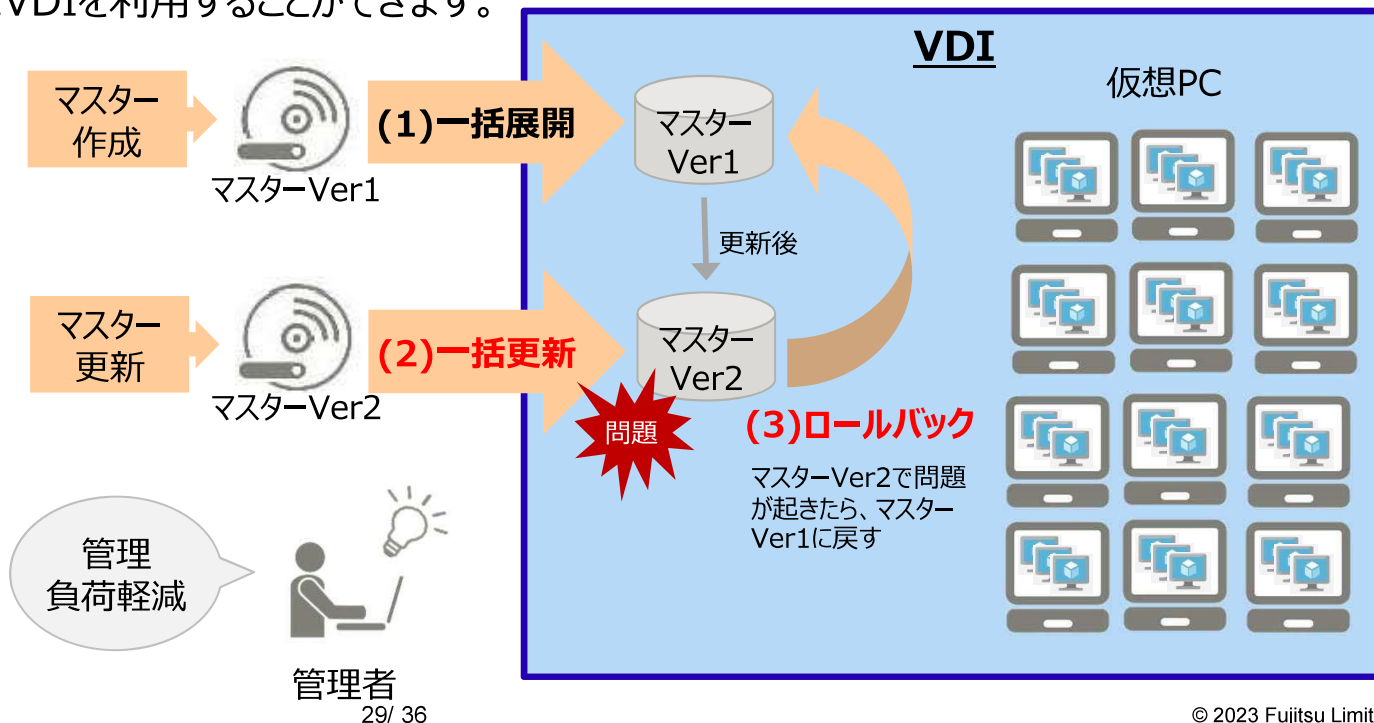 VDIを利用することができます。
VDI
仮想PC
マスター
作成
マスターVer1
(1)一括展開
マスター
Ver1
更新後
マスター
更新
マスターVer2
(2)一括更新
マスター
Ver2
問題
(3)ロールバック
マスターVer2で問題
が起きたら、マスター
Ver1に戻す
管理
負荷軽減
管理者
29/ 36
© 2023 Fujitsu Limit